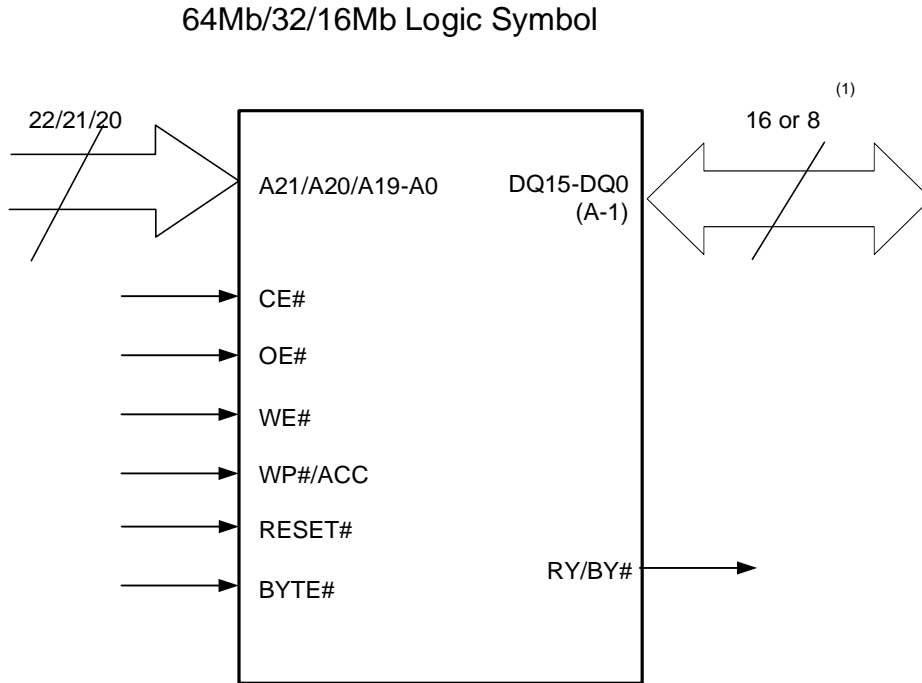 64Mb/32/16Mb Logic Symbol
22/21/20
16 or 8 (1)
A21/A20/A19-A0
DQ15-DQ0
(A-1)
CE#
OE#
WE#
WP#/ACC
RESET#
RY/BY#
BYTE#